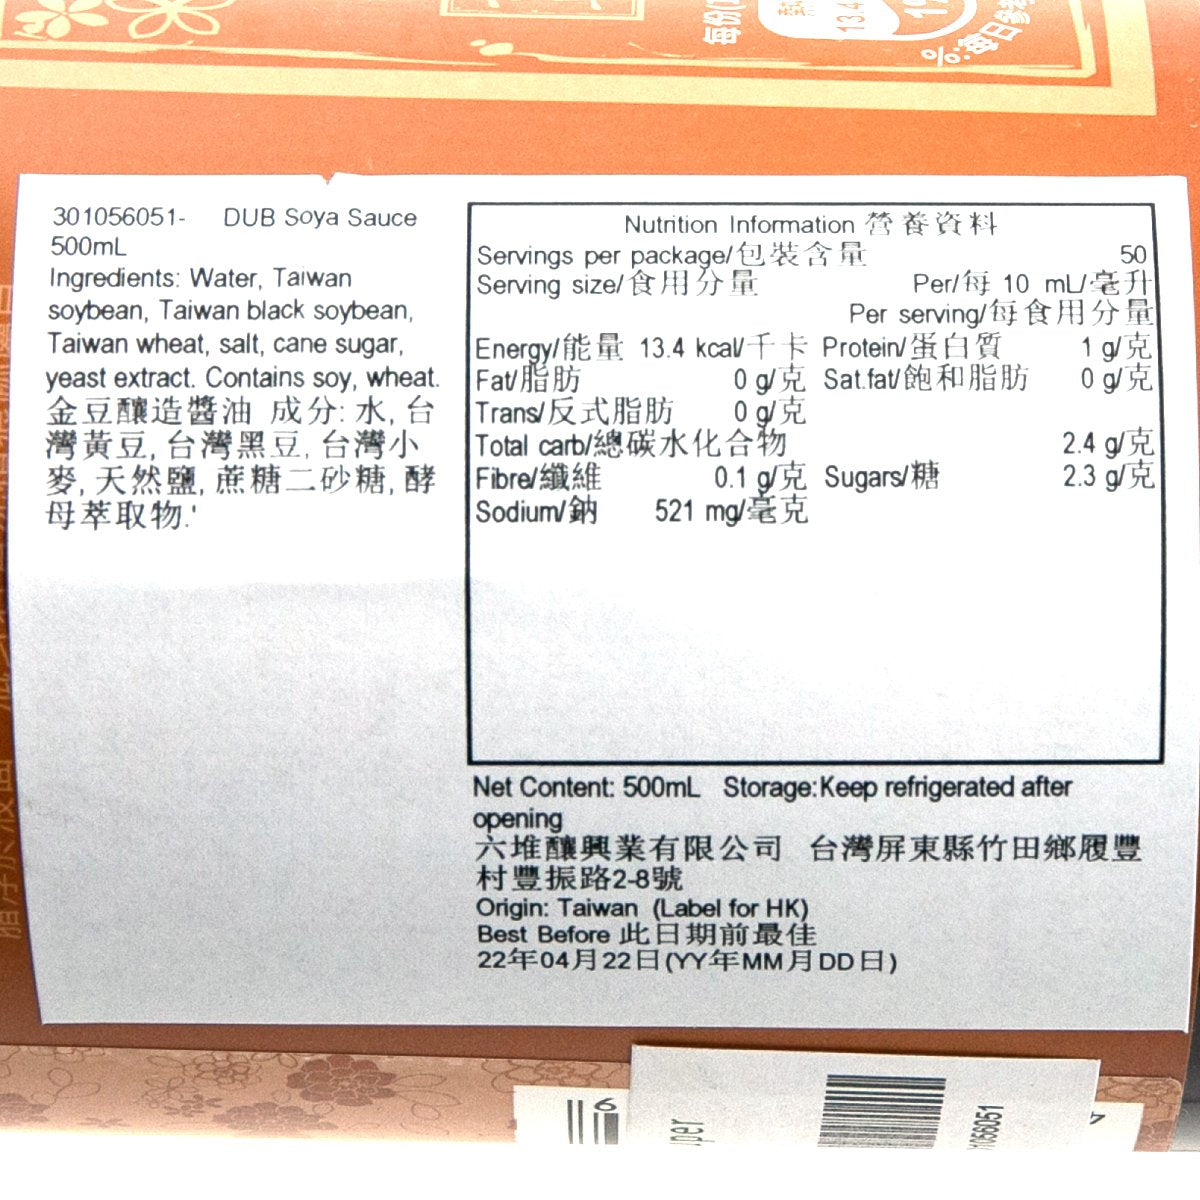 每份
13.4
%:每日參考
301056051- DUB Soya Sauce
500mL
Ingredients: Water, Taiwan
soybean, Taiwan black soybean,
Taiwan wheat, salt, cane sugar,
yeast extract. Contains soy, wheat.
金豆釀造醬油 成分: 水, 台
灣黃豆, 台灣黑豆, 台灣小
麥, 天然鹽, 蔗糖二砂糖, 酵
母萃取物.'
Nutrition Information 營養資料
Servings per package/包裝含量 50
Serving size/食用分量 Per/每 10 mL/毫升
Per serving/每食用分量
Energy/能量 13.4 kcal/千卡 Protein/蛋白質 1 g/克
Fat/脂肪 0 g/克 Sat.fat/飽和脂肪 0 g/克
Trans/反式脂肪 0 g/克
Total carb/總碳水化合物 2.4 g/克
Fibre/纖維 0.1 g/克 Sugars/糖 2.3 g/克
Sodium/鈉 521 mg/毫克
Net Content: 500mL Storage:Keep refrigerated after
opening
六堆釀興業有限公司 台灣屏東縣竹田鄉履豐
村豐振路2-8號
Origin: Taiwan (Label for HK)
Best Before 此日期前最佳
22年04月22日(YY年MM月DD日)